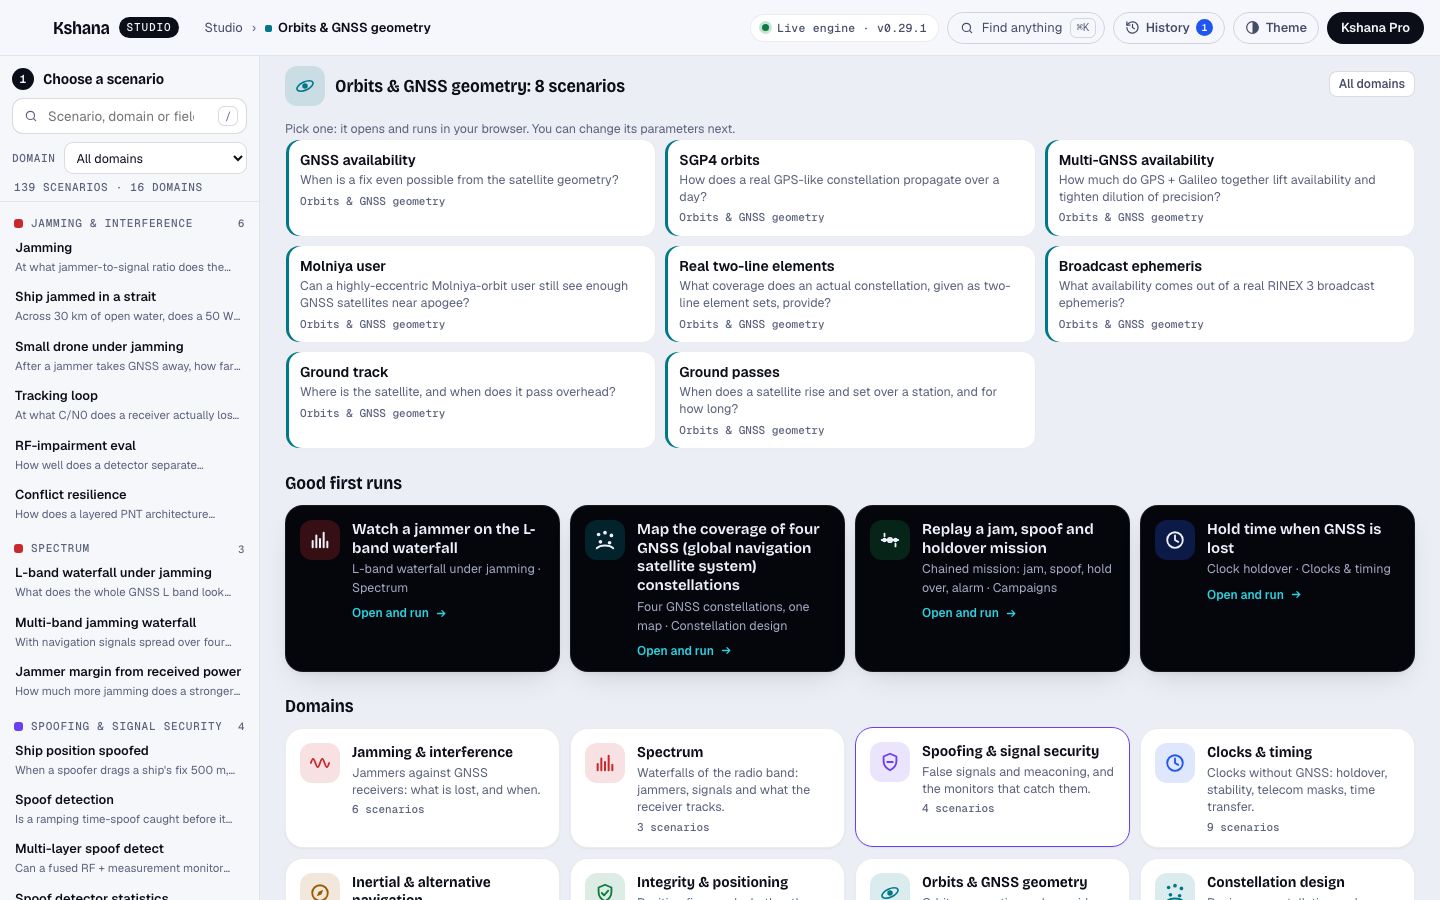 Kshana STUDIO Studio › Orbits & GNSS geometry Live engine · v0.29.1 Find anything ⌘K History 1 Theme Kshana Pro
1 Choose a scenario
Scenario, domain or fiel /
DOMAIN All domains
139 SCENARIOS · 16 DOMAINS
JAMMING & INTERFERENCE 6
Jamming
At what jammer-to-signal ratio does the…
Ship jammed in a strait
Across 30 km of open water, does a 50 W…
Small drone under jamming
After a jammer takes GNSS away, how far…
Tracking loop
At what C/N0 does a receiver actually los…
RF-impairment eval
How well does a detector separate…
Conflict resilience
How does a layered PNT architecture…
SPECTRUM 3
L-band waterfall under jamming
What does the whole GNSS L band look…
Multi-band jamming waterfall
With navigation signals spread over four…
Jammer margin from received power
How much more jamming does a stronger…
SPOOFING & SIGNAL SECURITY 4
Ship position spoofed
When a spoofer drags a ship's fix 500 m,…
Spoof detection
Is a ramping time-spoof caught before it…
Multi-layer spoof detect
Can a fused RF + measurement monitor…
Spoof detector statistics
Orbits & GNSS geometry: 8 scenarios
All domains
Pick one: it opens and runs in your browser. You can change its parameters next.
GNSS availability
When is a fix even possible from the satellite geometry?
Orbits & GNSS geometry
SGP4 orbits
How does a real GPS-like constellation propagate over a
day?
Orbits & GNSS geometry
Multi-GNSS availability
How much do GPS + Galileo together lift availability and
tighten dilution of precision?
Orbits & GNSS geometry
Molniya user
Can a highly-eccentric Molniya-orbit user still see enough
GNSS satellites near apogee?
Orbits & GNSS geometry
Real two-line elements
What coverage does an actual constellation, given as two-
line element sets, provide?
Orbits & GNSS geometry
Broadcast ephemeris
What availability comes out of a real RINEX 3 broadcast
ephemeris?
Orbits & GNSS geometry
Ground track
Where is the satellite, and when does it pass overhead?
Orbits & GNSS geometry
Ground passes
When does a satellite rise and set over a station, and for
how long?
Orbits & GNSS geometry
Good first runs
Watch a jammer on the L-
band waterfall
L-band waterfall under jamming ·
Spectrum
Open and run →
Map the coverage of four
GNSS (global navigation
satellite system)
constellations
Four GNSS constellations, one
map · Constellation design
Open and run →
Replay a jam, spoof and
holdover mission
Chained mission: jam, spoof, hold
over, alarm · Campaigns
Open and run →
Hold time when GNSS is
lost
Clock holdover · Clocks & timing
Open and run →
Domains
Jamming & interference
Jammers against GNSS
receivers: what is lost, and when.
6 scenarios
Spectrum
Waterfalls of the radio band:
jammers, signals and what the
receiver tracks.
3 scenarios
Spoofing & signal security
False signals and meaconing, and
the monitors that catch them.
4 scenarios
Clocks & timing
Clocks without GNSS: holdover,
stability, telecom masks, time
transfer.
9 scenarios
Inertial & alternative
navigation
Integrity & positioning
Orbits & GNSS geometry
Constellation design